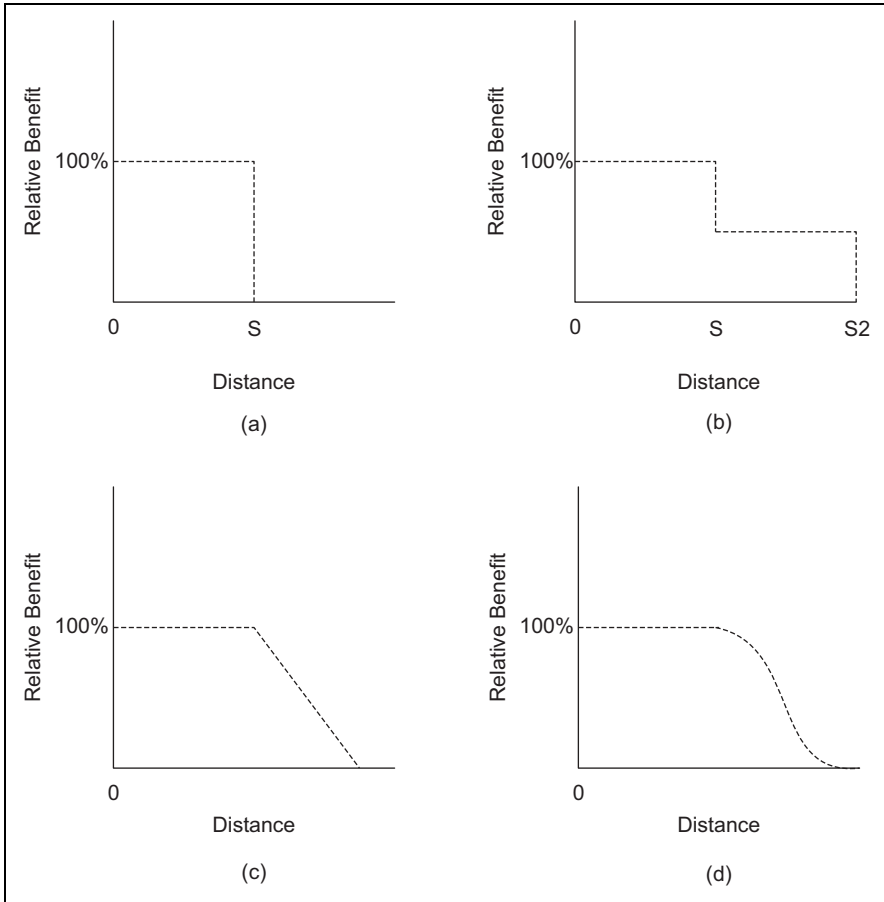 Relative Benefit
100%
0
S
Distance
(a)
Relative Benefit
100%
0
S
S2
Distance
(b)
Relative Benefit
100%
0
Distance
(c)
Relative Benefit
100%
0
Distance
(d)